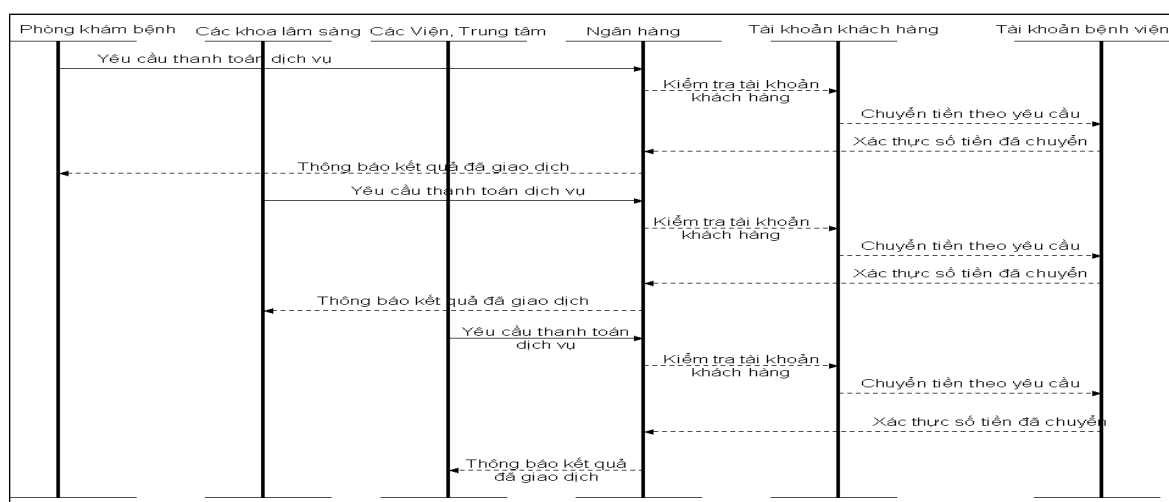 Phòng khám bệnh
Các khoa lâm sàng
Các Viện, Trung tâm
Ngân hàng
Tài khoản khách hàng
Tài khoản bệnh viện
Yêu cầu thanh toán dịch vụ
Kiểm tra tài khoản
khách hàng
Chuyển tiền theo yêu cầu
Xác thực số tiền đã chuyển
Thông báo kết quả đã giao dịch
Yêu cầu thanh toán dịch vụ
Kiểm tra tài khoản
khách hàng
Chuyển tiền theo yêu cầu
Xác thực số tiền đã chuyển
Thông báo kết quả đã giao dịch
Yêu cầu thanh toán
dịch vụ
Kiểm tra tài khoản
khách hàng
Chuyển tiền theo yêu cầu
Xác thực số tiền đã chuyển
Thông báo kết quả
đã giao dịch